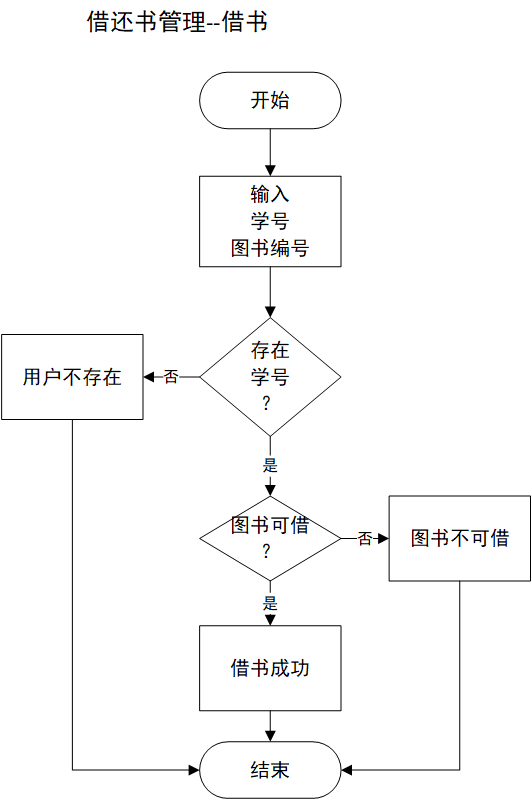 借还书管理--借书
开始
输入
学号
图书编号
存在
学号
？
否
用户不存在
是
图书可借
？
否
图书不可借
是
借书成功
结束